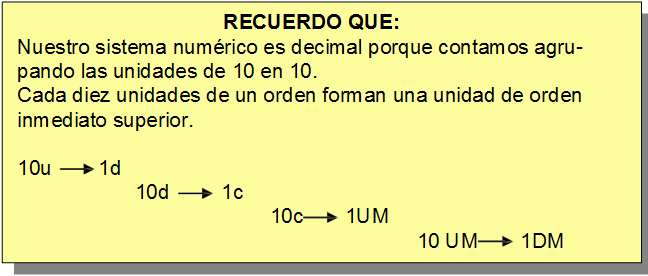 RECUERDO QUE:
Nuestro sistema numérico es decimal porque contamos agru-
pando las unidades de 10 en 10.
Cada diez unidades de un orden forman una unidad de orden
inmediato superior.
10u → 1d
10d → 1c
10c → 1UM
10 UM → 1DM